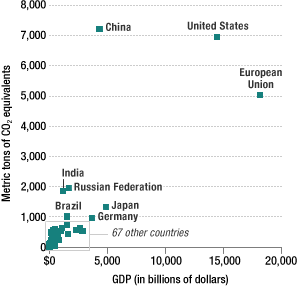 8,000
7,000
6,000
5,000
4,000
3,000
2,000
1,000
0
Metric tons of CO2 equivalents
China
United States
European
Union
India
Russian Federation
Brazil
Japan
Germany
67 other countries
$0
5,000
10,000
15,000
20,000
GDP (in billions of dollars)